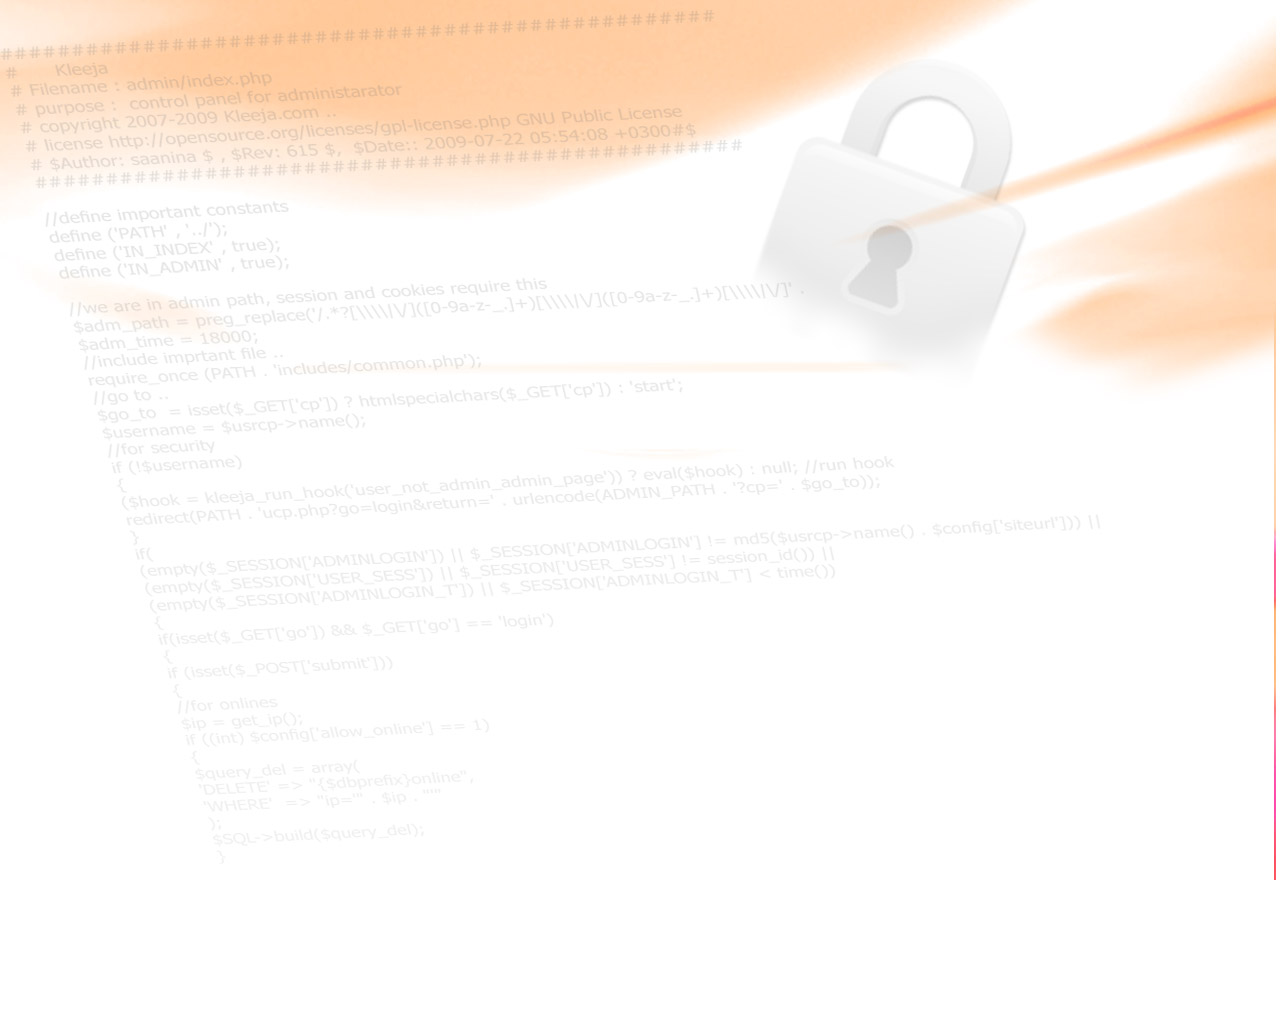 ##################################################
#      Kleeja
# Filename : admin/index.php
# purpose :  control panel for administarator
# copyright 2007-2009 Kleeja.com ..
# license http://opensource.org/licenses/gpl-license.php GNU Public License
# $Author: saanina $ , $Rev: 615 $,  $Date:: 2009-07-22 05:54:08 +0300#$
##################################################
//define important constants
define ('PATH' , '../');
define ('IN_INDEX' , true);
define ('IN_ADMIN' , true);
//we are in admin path, session and cookies require this
$adm_path = preg_replace('/.*?[\\\\/\/]([0-9a-z-_.]+)[\\\\/\/]([0-9a-z-_.]+)[\\\\/\/]' .
$adm_time = 18000;
//include imprtant file ..
require_once (PATH . 'includes/common.php');
//go to ..
$go_to  = isset($_GET['cp']) ? htmlspecialchars($_GET['cp']) : 'start';
$username = $usrcp->name();
//for security
if (!$username)
{
($hook = kleeja_run_hook('user_not_admin_admin_page')) ? eval($hook) : null; //run hook
redirect(PATH . 'ucp.php?go=login&return=' . urlencode(ADMIN_PATH . '?cp=' . $go_to));
}
if(
(empty($_SESSION['ADMINLOGIN']) || $_SESSION['ADMINLOGIN'] != md5($usrcp->name() . $config['siteurl'])) ||
(empty($_SESSION['USER_SESS']) || $_SESSION['USER_SESS'] != session_id()) ||
(empty($_SESSION['ADMINLOGIN_T']) || $_SESSION['ADMINLOGIN_T'] < time())
{
if(isset($_GET['go']) && $_GET['go'] == 'login')
{
if (isset($_POST['submit']))
{
//for onlines
$ip = get_ip();
if ((int) $config['allow_online'] == 1)
{
$query_del = array(
'DELETE' => "{$dbprefix}online",
'WHERE'  => "ip='" . $ip . "'"
);
$SQL->build($query_del);
}